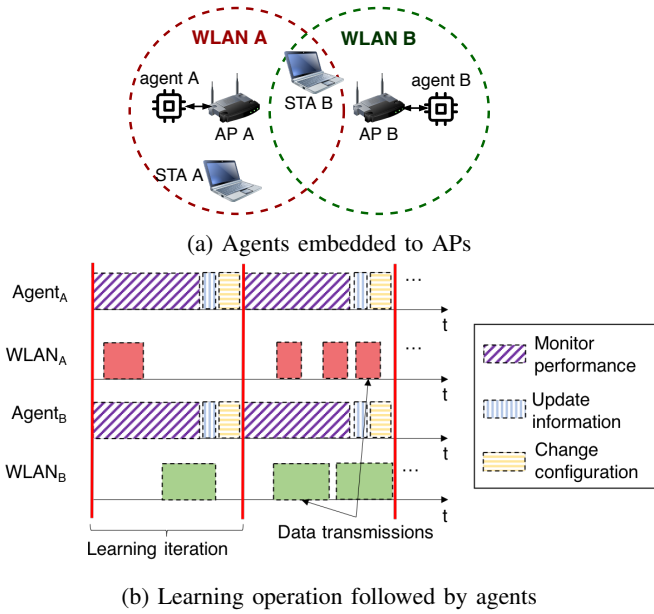 WLAN A
WLAN B
agent A
agent B
STA B
AP A
AP B
STA A
(a) Agents embedded to APs
Agent_A
...
t
WLAN_A
...
t
Agent_B
...
t
WLAN_B
...
t
Learning iteration
Data transmissions
Monitor
performance
Update
information
Change
configuration
(b) Learning operation followed by agents